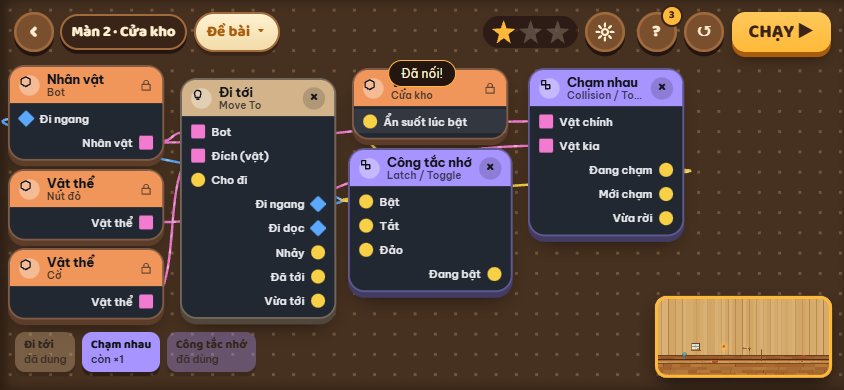 Màn 2 · Cửa kho
Đề bài
3
?
CHẠY
Nhân vật
Bot
Đi ngang
Nhân vật
Vật thể
Nút đỏ
Vật thể
Vật thể
Cờ
Vật thể
Đi tới
Move To
×
Bot
Đích (vật)
Cho đi
Đi ngang
Đi dọc
Nhảy
Đã tới
Vừa tới
Đã nối!
Cửa kho
Ẩn suốt lúc bật
Công tắc nhớ
Latch / Toggle
×
Bật
Tắt
Đảo
Đang bật
Chạm nhau
Collision / To...
×
Vật chính
Vật kia
Đang chạm
Mới chạm
Vừa rời
Đi tới
đã dùng
Chạm nhau
còn ×1
Công tắc nhớ
đã dùng